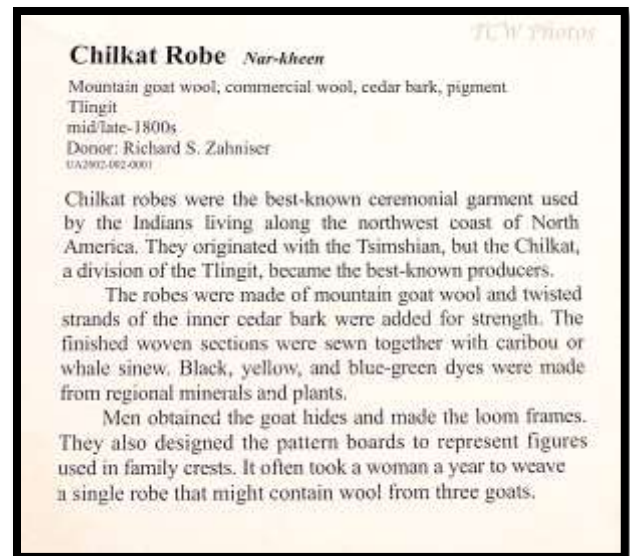 TCW Photos
Chilkat Robe Nar-kheen
Mountain goat wool, commercial wool, cedar bark, pigment
Tlingit
mid/late-1800s
Donor: Richard S. Zahniser
UA2002-092-0001
Chilkat robes were the best-known ceremonial garment used
by the Indians living along the northwest coast of North
America. They originated with the Tsimshian, but the Chilkat,
a division of the Tlingit, became the best-known producers.
The robes were made of mountain goat wool and twisted
strands of the inner cedar bark were added for strength. The
finished woven sections were sewn together with caribou or
whale sinew. Black, yellow, and blue-green dyes were made
from regional minerals and plants.
Men obtained the goat hides and made the loom frames.
They also designed the pattern boards to represent figures
used in family crests. It often took a woman a year to weave
a single robe that might contain wool from three goats.